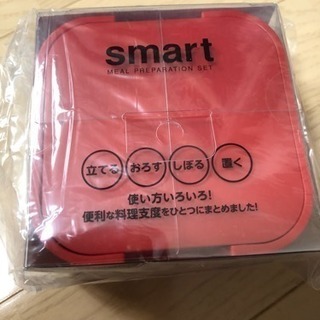 smart
MEAL PREPARATION SET
立てる おろす しぼる 置く
使い方いろいろ!
便利な料理支度をひとつにまとめました!